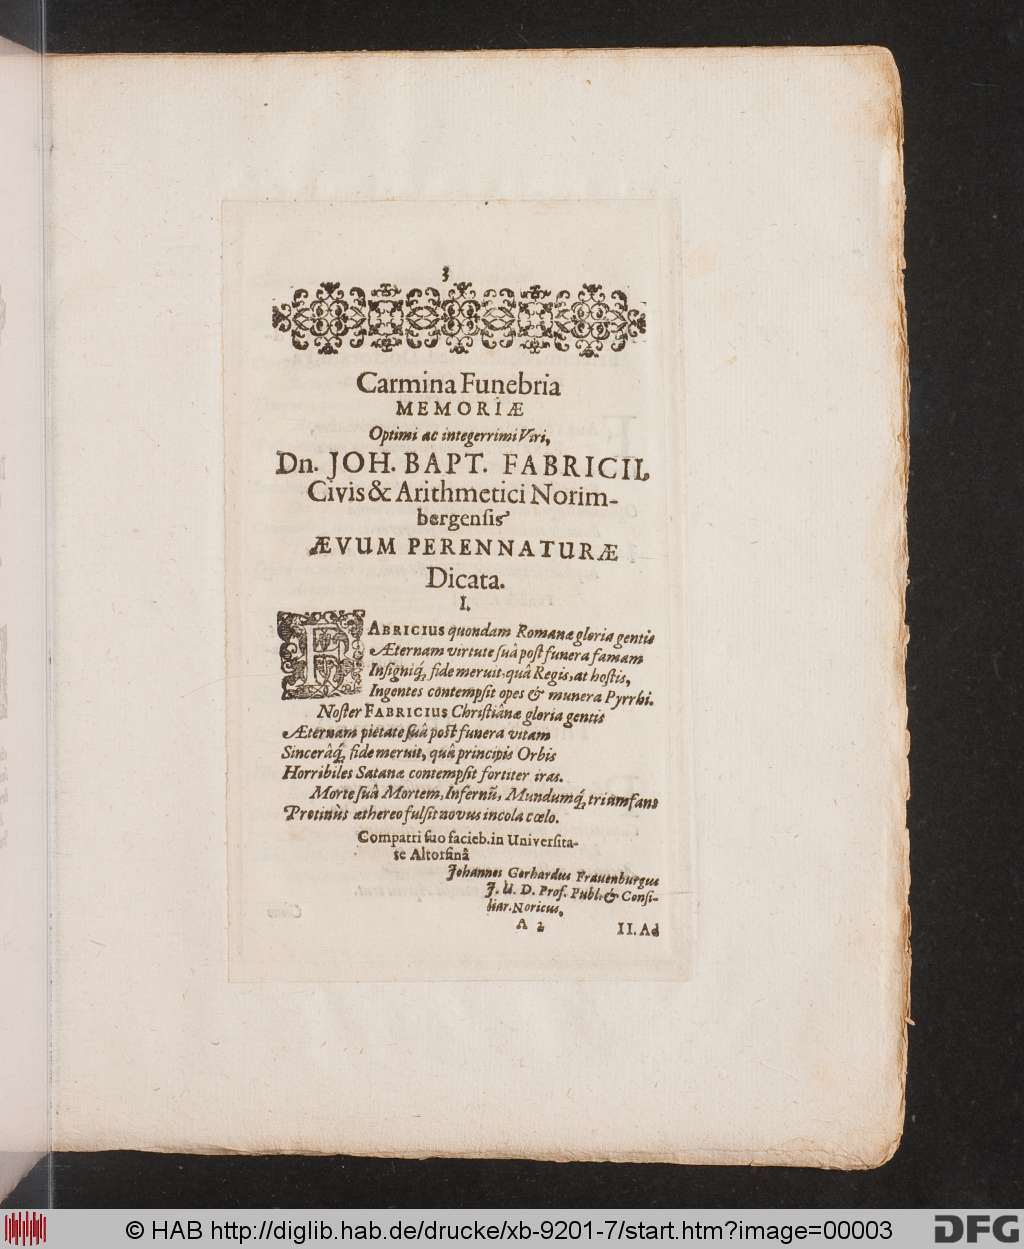 3
Carmina Funebria
MEMORIÆ
Optimi ac integerrimi Viri,
Dn. JOH. BAPT. FABRICII,
Civis & Arithmetici Norim-
bergensis
ÆVUM PERENNATURÆ
Dicata.
I.
FABRICIUS quondam Romanæ gloria gentis
Æternam virtute suâ post funera famam
Insigniq́, fide meruit, quâ Regis, at hostis,
Ingentes contempsit opes & munera Pyrrhi.
Noster FABRICIUS Christiânæ gloria gentis
Æternam pietate suâ post funera vitam
Sincerâq́, fide meruit, quâ principis Orbis
Horribiles Satanæ contempsit fortiter iras.
Morte suâ Mortem, Infernũ, Mundumq́, triumfans
Protinùs æthereo fulsit novus incola cœlo.
Compatri suo facieb. in Universita-
te Altorfinâ
Johannes Gerhardus Frauenburgus
J. U. D. Prof. Publ. & Consi-
liar. Noricus,
A 2 II. Ad
© HAB http://diglib.hab.de/drucke/xb-9201-7/start.htm?image=00003
DFG